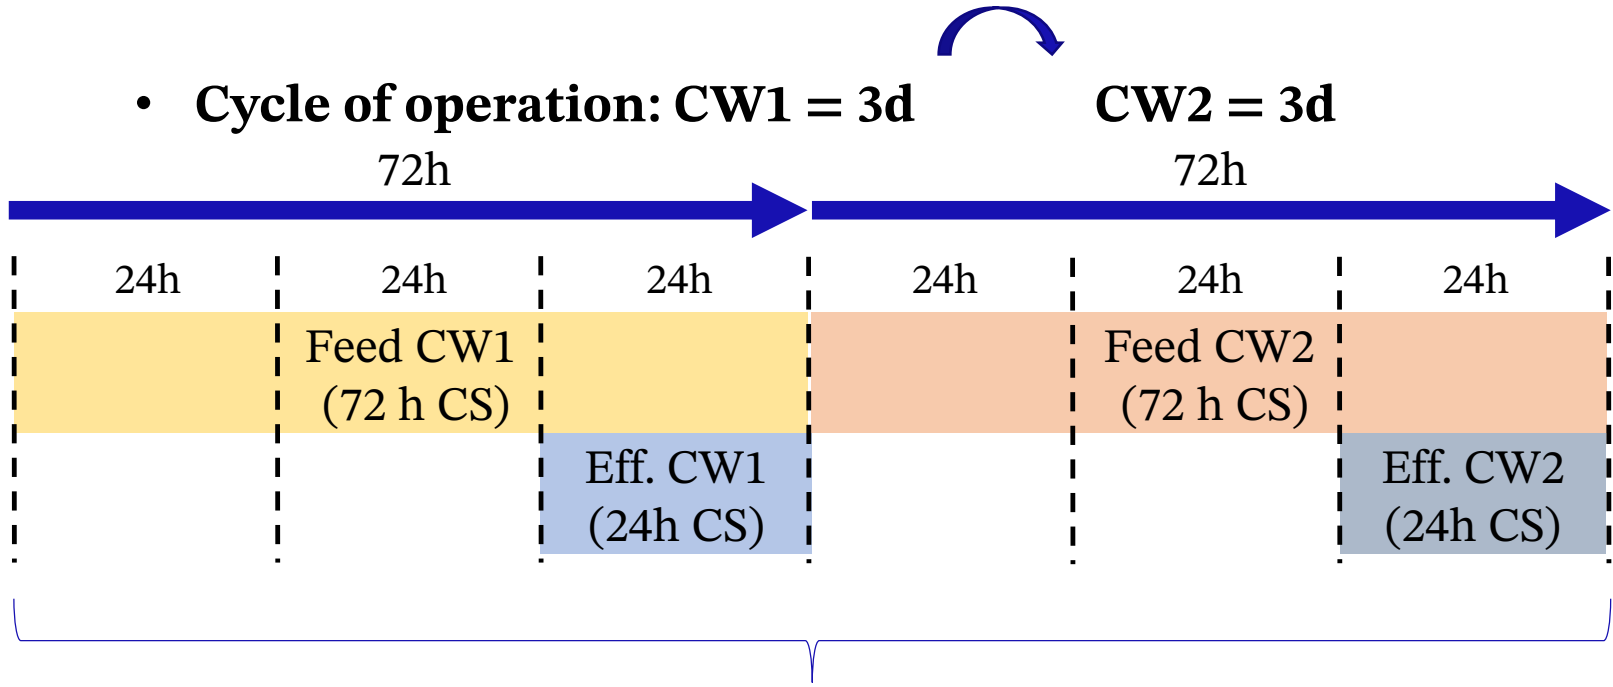 • Cycle of operation: CW1 = 3d CW2 = 3d
72h 72h
24h 24h 24h 24h 24h 24h
Feed CW1
(72 h CS)
Feed CW2
(72 h CS)
Eff. CW1
(24h CS)
Eff. CW2
(24h CS)